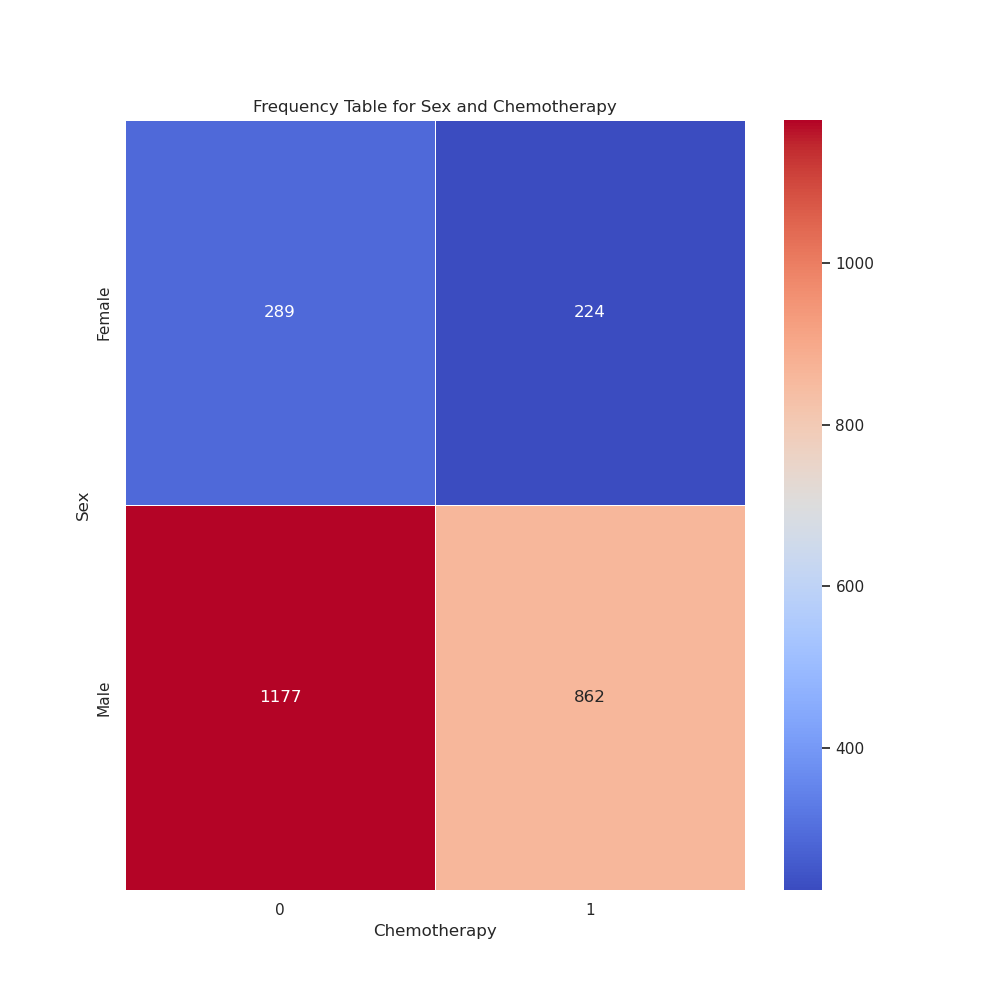 Frequency Table for Sex and Chemotherapy
Female
289
224
Sex
Male
1177
862
0
1
Chemotherapy
1000
800
600
400